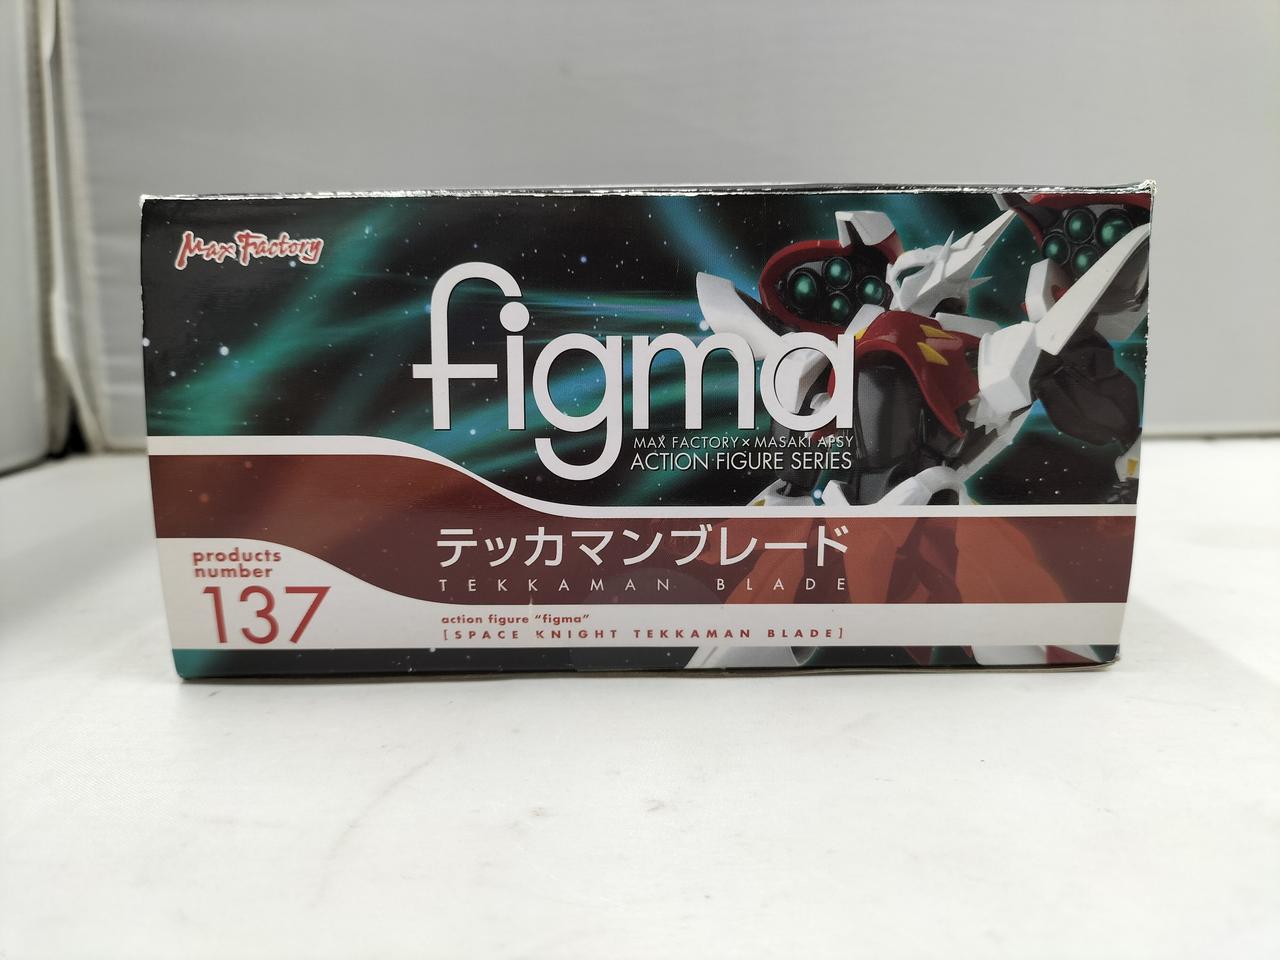 Max Factory
figma
MAX FACTORY × MASAKI APSY
ACTION FIGURE SERIES
テッカマンブレード
TEKKAMAN BLADE
products
number
137
action figure "figma"
[SPACE KNIGHT TEKKAMAN BLADE]